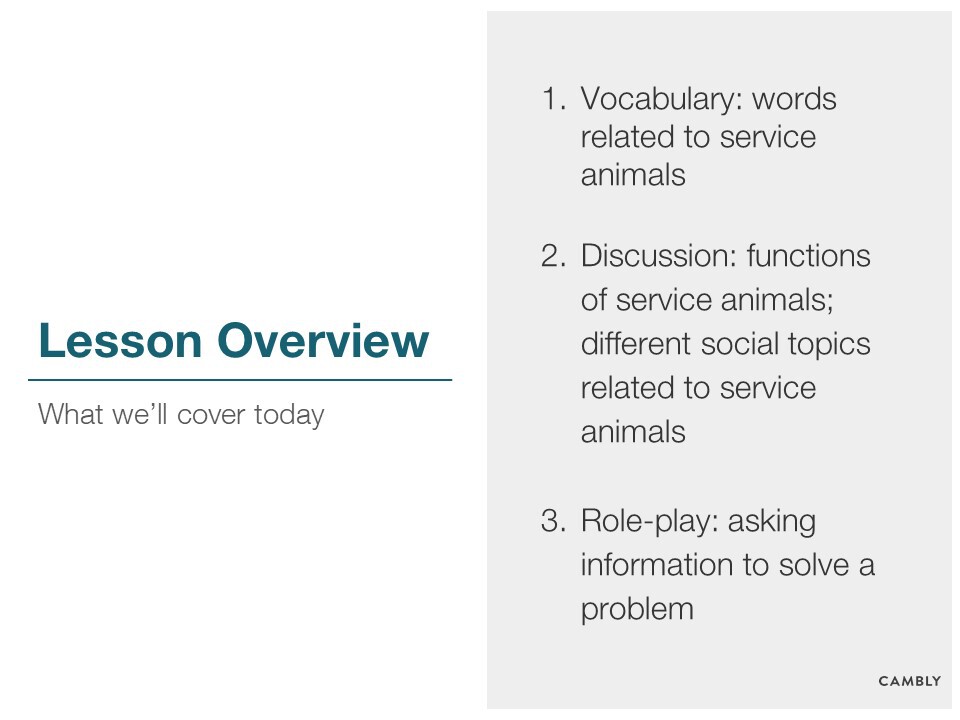 Lesson Overview
What we’ll cover today
1. Vocabulary: words
related to service
animals
2. Discussion: functions
of service animals;
different social topics
related to service
animals
3. Role-play: asking
information to solve a
problem
CAMBLY